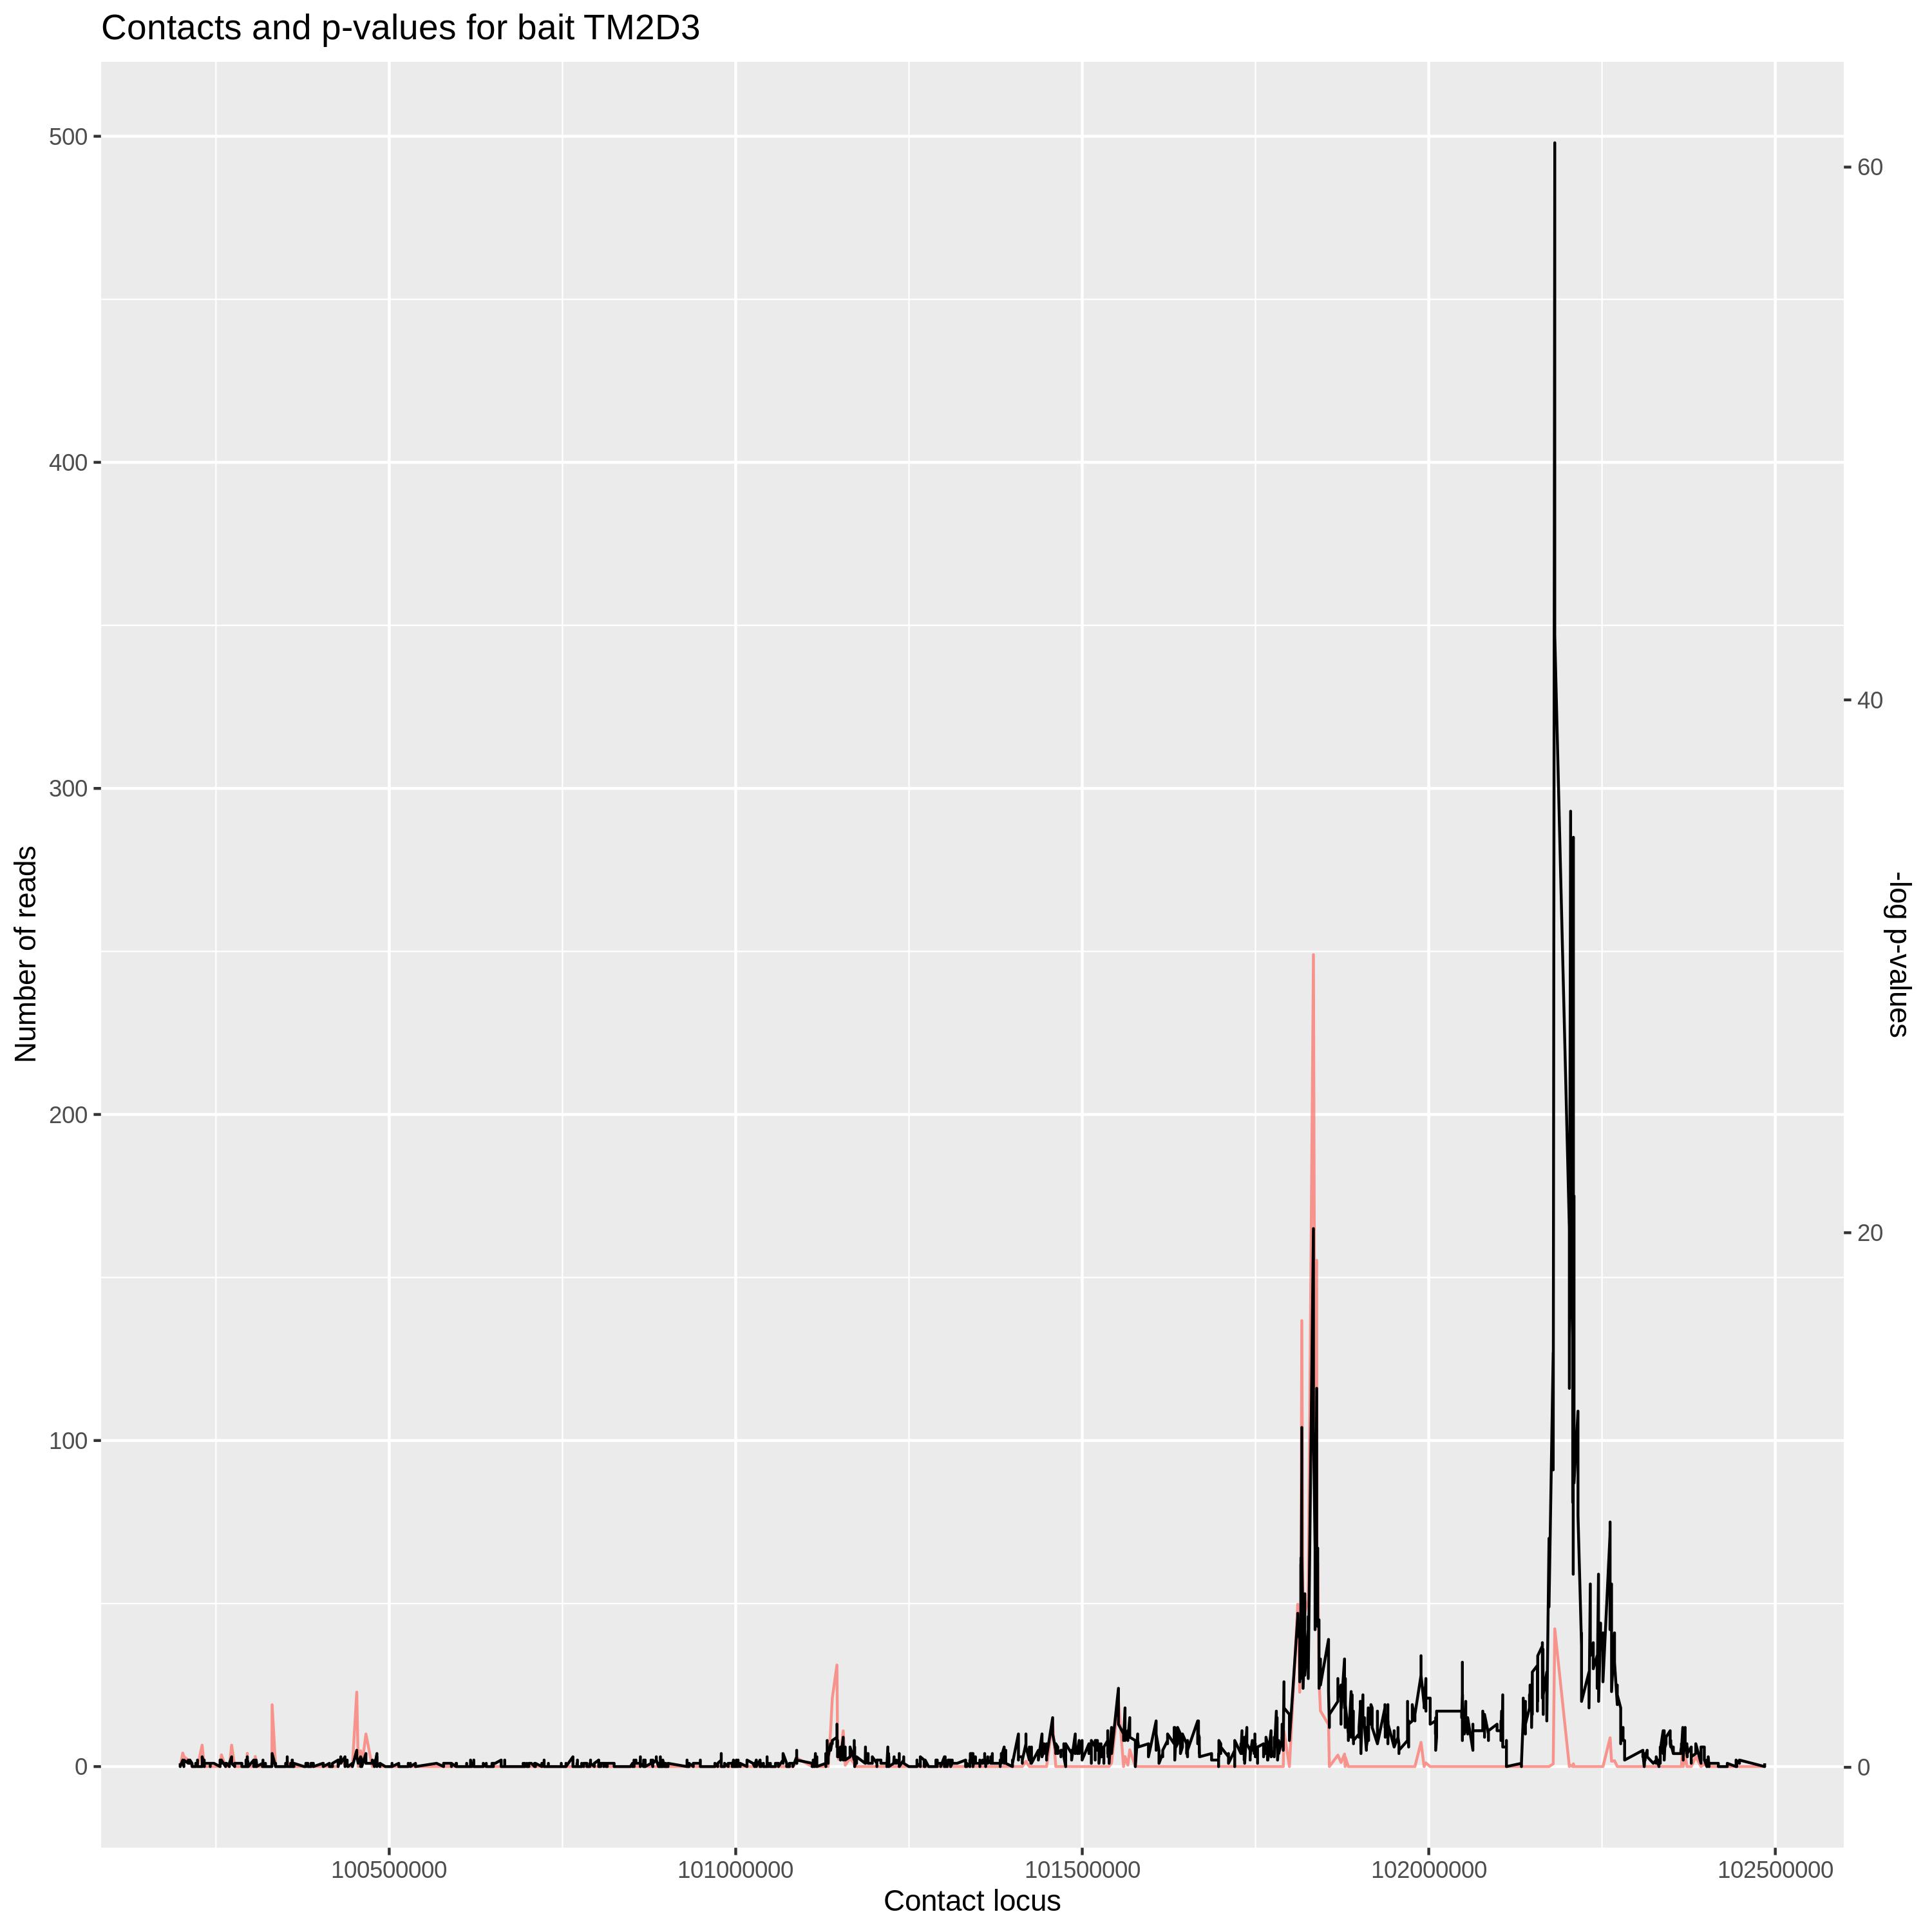 Contacts and p-values for bait TM2D3
500
400
300
200
100
0
Number of reads
60
40
20
0
-log p-values
100500000 101000000 101500000 102000000 102500000
Contact locus